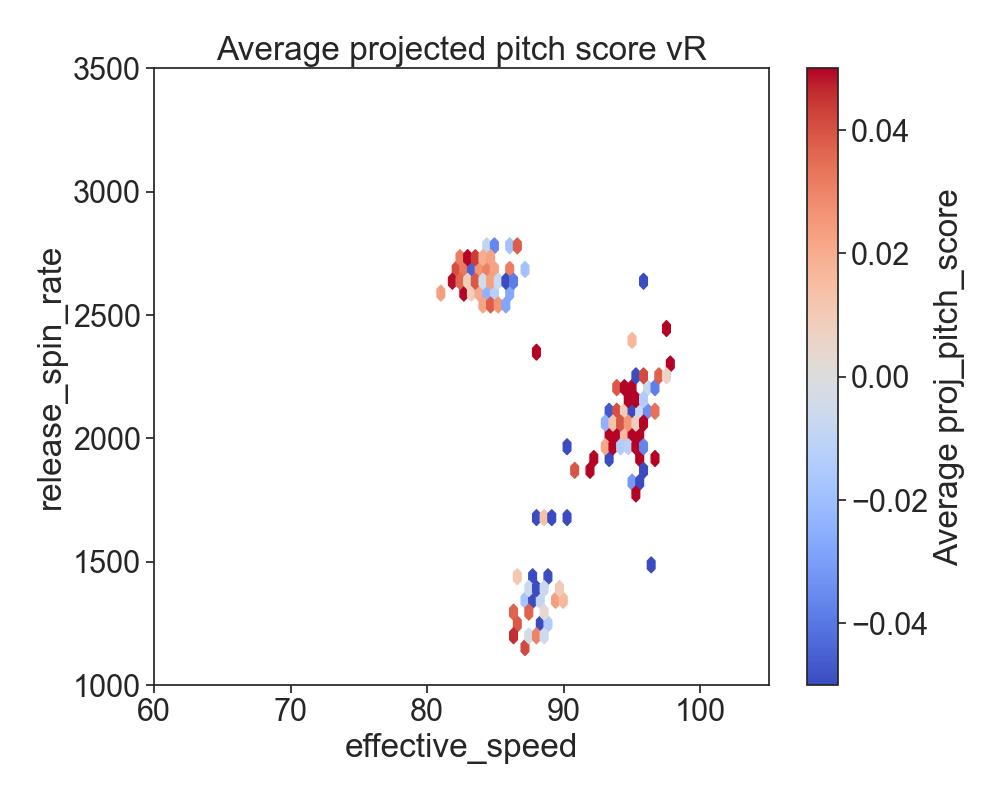 Average projected pitch score vR
3500
3000
2500
2000
1500
1000
release_spin_rate
60 70 80 90 100
effective_speed
0.04
0.02
0.00
−0.02
−0.04
Average proj_pitch_score